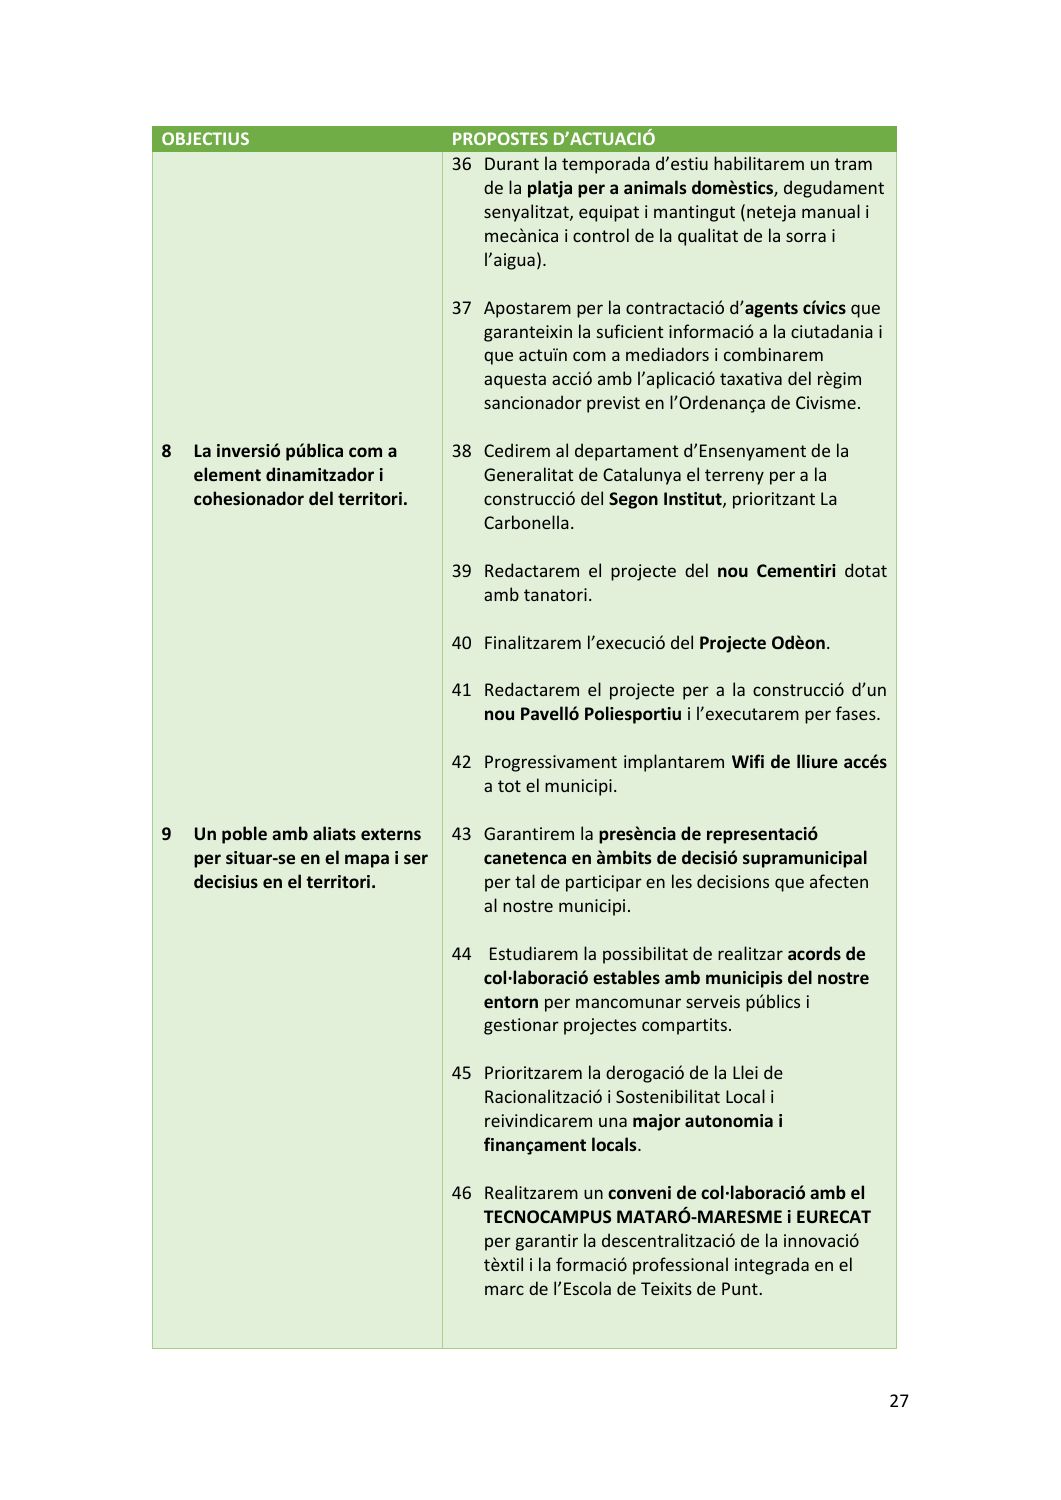 OBJECTIUS PROPOSTES D’ACTUACIÓ
36 Durant la temporada d’estiu habilitarem un tram
de la platja per a animals domèstics, degudament
senyalitzat, equipat i mantingut (neteja manual i
mecànica i control de la qualitat de la sorra i
l’aigua).
37 Apostarem per la contractació d’agents cívics que
garanteixin la suficient informació a la ciutadania i
que actuïn com a mediadors i combinarem
aquesta acció amb l’aplicació taxativa del règim
sancionador previst en l’Ordenança de Civisme.
8 La inversió pública com a
element dinamitzador i
cohesionador del territori.
38 Cedirem al departament d’Ensenyament de la
Generalitat de Catalunya el terreny per a la
construcció del Segon Institut, prioritzant La
Carbonella.
39 Redactarem el projecte del nou Cementiri dotat
amb tanatori.
40 Finalitzarem l’execució del Projecte Odèon.
41 Redactarem el projecte per a la construcció d’un
nou Pavelló Poliesportiu i l’executarem per fases.
42 Progressivament implantarem Wifi de lliure accés
a tot el municipi.
9 Un poble amb aliats externs
per situar-se en el mapa i ser
decisius en el territori.
43 Garantirem la presència de representació
canetenca en àmbits de decisió supramunicipal
per tal de participar en les decisions que afecten
al nostre municipi.
44 Estudiarem la possibilitat de realitzar acords de
col·laboració estables amb municipis del nostre
entorn per mancomunar serveis públics i
gestionar projectes compartits.
45 Prioritzarem la derogació de la Llei de
Racionalització i Sostenibilitat Local i
reivindicarem una major autonomia i
finançament locals.
46 Realitzarem un conveni de col·laboració amb el
TECNOCAMPUS MATARÓ-MARESME i EURECAT
per garantir la descentralització de la innovació
tèxtil i la formació professional integrada en el
marc de l’Escola de Teixits de Punt.
27